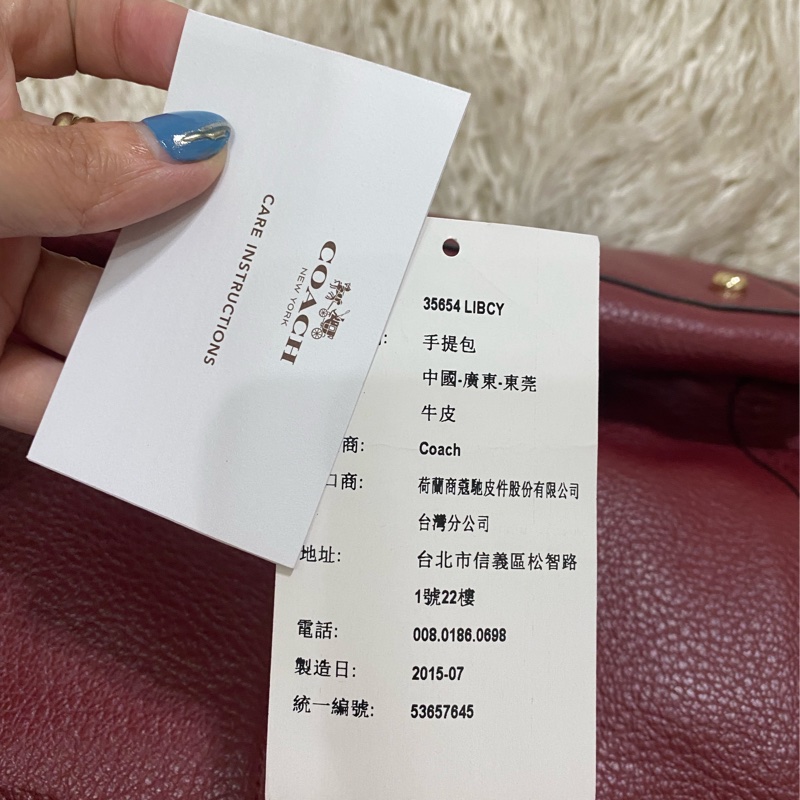 CARE INSTRUCTIONS
COACH
NEW YORK
35654 LIBCY
手提包
中國-廣東-東莞
牛皮
商: Coach
口商: 荷蘭商蔻馳皮件股份有限公司
台灣分公司
地址: 台北市信義區松智路
1號22樓
電話: 008.0186.0698
製造日: 2015-07
統一編號: 53657645